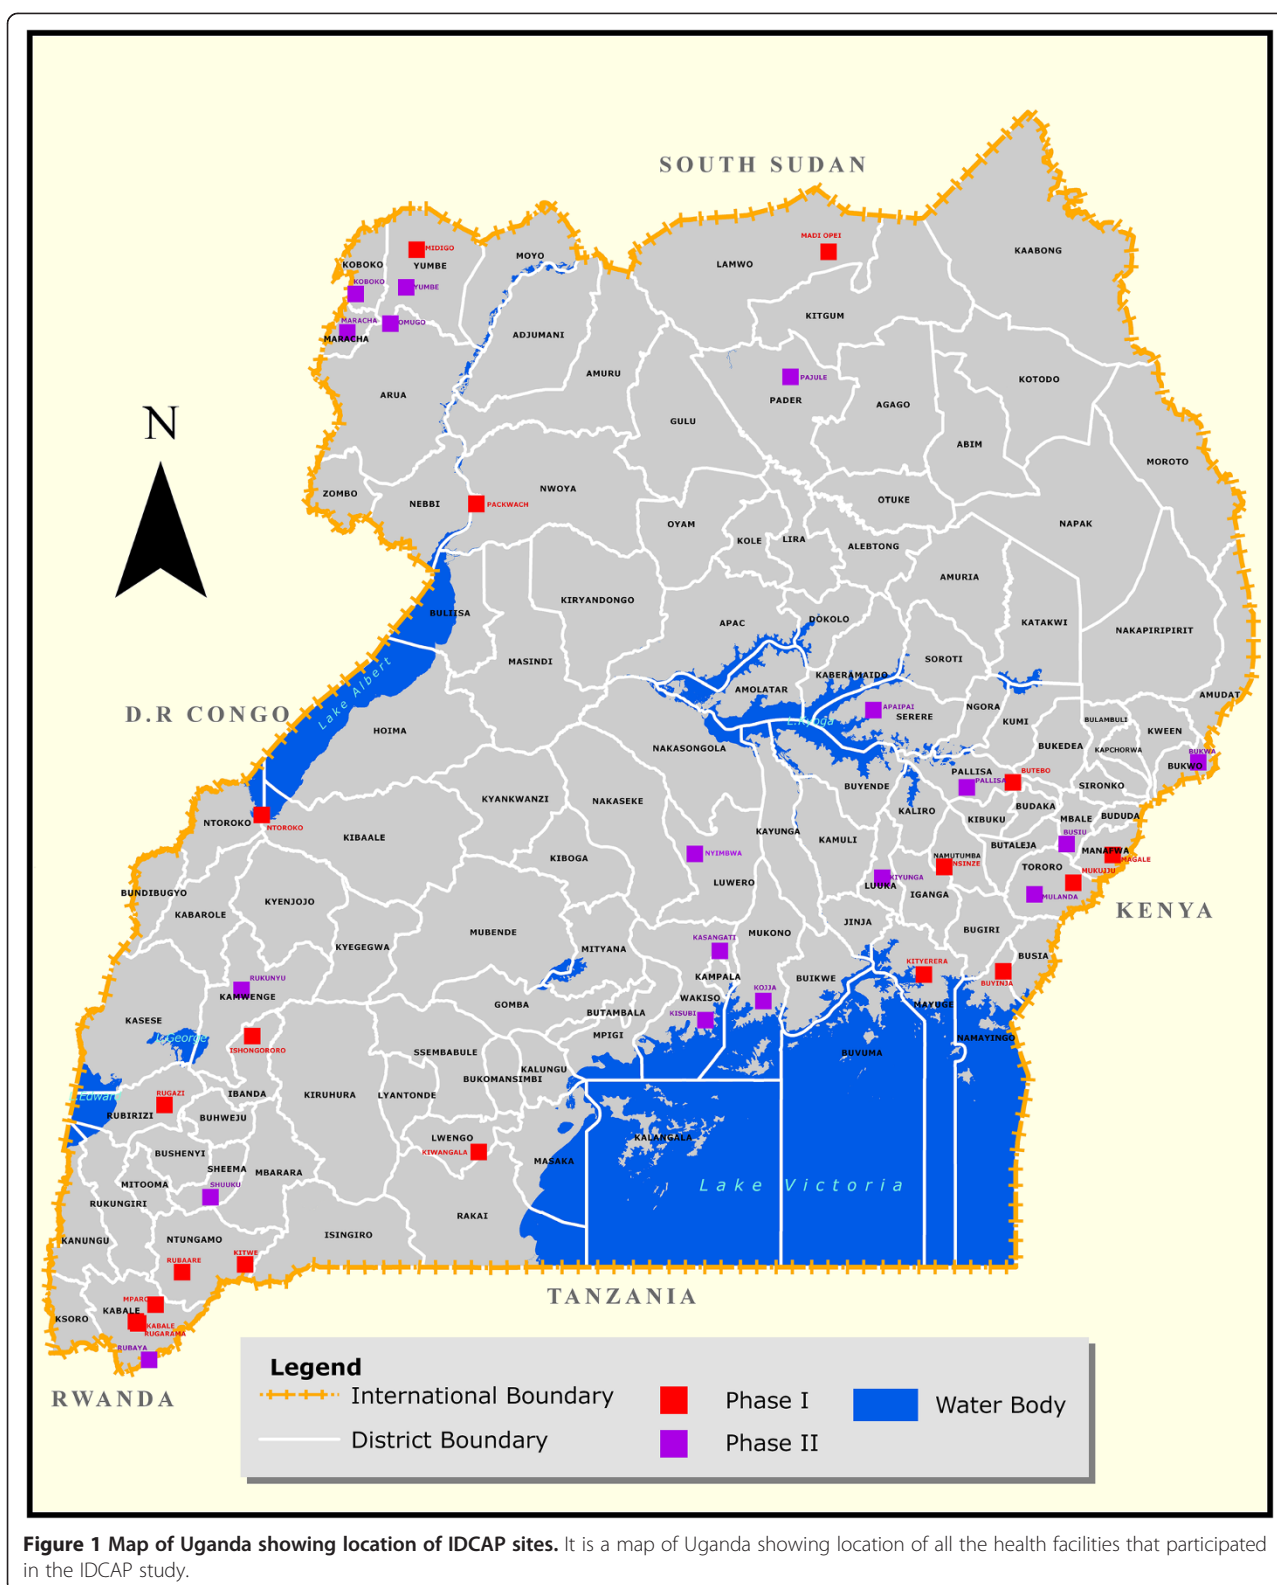 SOUTH SUDAN
MIDIGO
MADI OPEI
KOBOKO
YUMBE
MOYO
LAMWO
KAABONG
KOBOKO
YUMBE
KITGUM
MARACHA
OMUGO
MARACHA
ADJUMANI
AMURU
PAJULE
PADER
KOTODO
ARUA
AGAGO
N
GULU
ABIM
MOROTO
ZOMBO
NEBBI
PACKWACH
NWOYA
OTUKE
OYAM
NAPAK
KOLE
LIRA
ALEBTONG
AMURIA
BULIISA
KIRYANDONGO
APAC
DOKOLO
KATAKWI
NAKAPIRIPIRIT
MASINDI
SOROTI
KABERAMAIDO
Lake Albert
AMOLATAR
AMUDAT
D.R CONGO
APAIPAI
SERERE
NGORA
KUMI
BULAMBULI
L.Kyoga
HOIMA
KWEEN
NAKASONGOLA
BUKEDEA
KAPCHORWA
BUKWA
BUKWO
PALLISA
BUTEBO
PALLISA
BUYENDE
SIRONKO
KYANKWANZI
NAKASEKE
BUDAKA
NTOROKO
NTOROKO
KALIRO
KIBUKU
MBALE
BUDUDA
KIBAALE
KAYUNGA
KAMULI
BUTALEJA
BUSIU
KIBOGA
NYIMBWA
NAMUTUMBA
NSINZE
MANAFWA
MAGALE
TORORO
MUKUJJU
LUWERO
KIYUNGA
LUUKA
IGANGA
MULANDA
BUNDIBUGYO
KYENJOJO
KABAROLE
KENYA
JINJA
BUGIRI
MUBENDE
KYEGEGWA
MITYANA
KASANGATI
MUKONO
BUSIA
KITYERERA
RUKUNYU
KAMWENGE
KAMPALA
BUIKWE
BUYINJA
WAKISO
KOJJA
GOMBA
BUTAMBALA
KISUBI
MAYUGE
KASESE
L.George
ISHONGORORO
MPIGI
NAMAYINGO
SSEMBABULE
BUVUMA
KALUNGU
BUKOMANSIMBI
Edward
RUGAZI
IBANDA
KIRUHURA
LYANTONDE
RUBIRIZI
BUHWEJU
LWENGO
KALANGALA
BUSHENYI
KIWANGALA
MASAKA
SHEEMA
MBARARA
MITOOMA
SHUUKU
Lake Victoria
RUKUNGIRI
RAKAI
KANUNGU
NTUNGAMO
ISINGIRO
RUBAARE
KITWE
TANZANIA
MPARO
KABALE
KSORO
KABALE
RUGARAMA
RUBAYA
RWANDA
Legend
International Boundary
Phase I
Water Body
District Boundary
Phase II
Figure 1 Map of Uganda showing location of IDCAP sites. It is a map of Uganda showing location of all the health facilities that participated
in the IDCAP study.